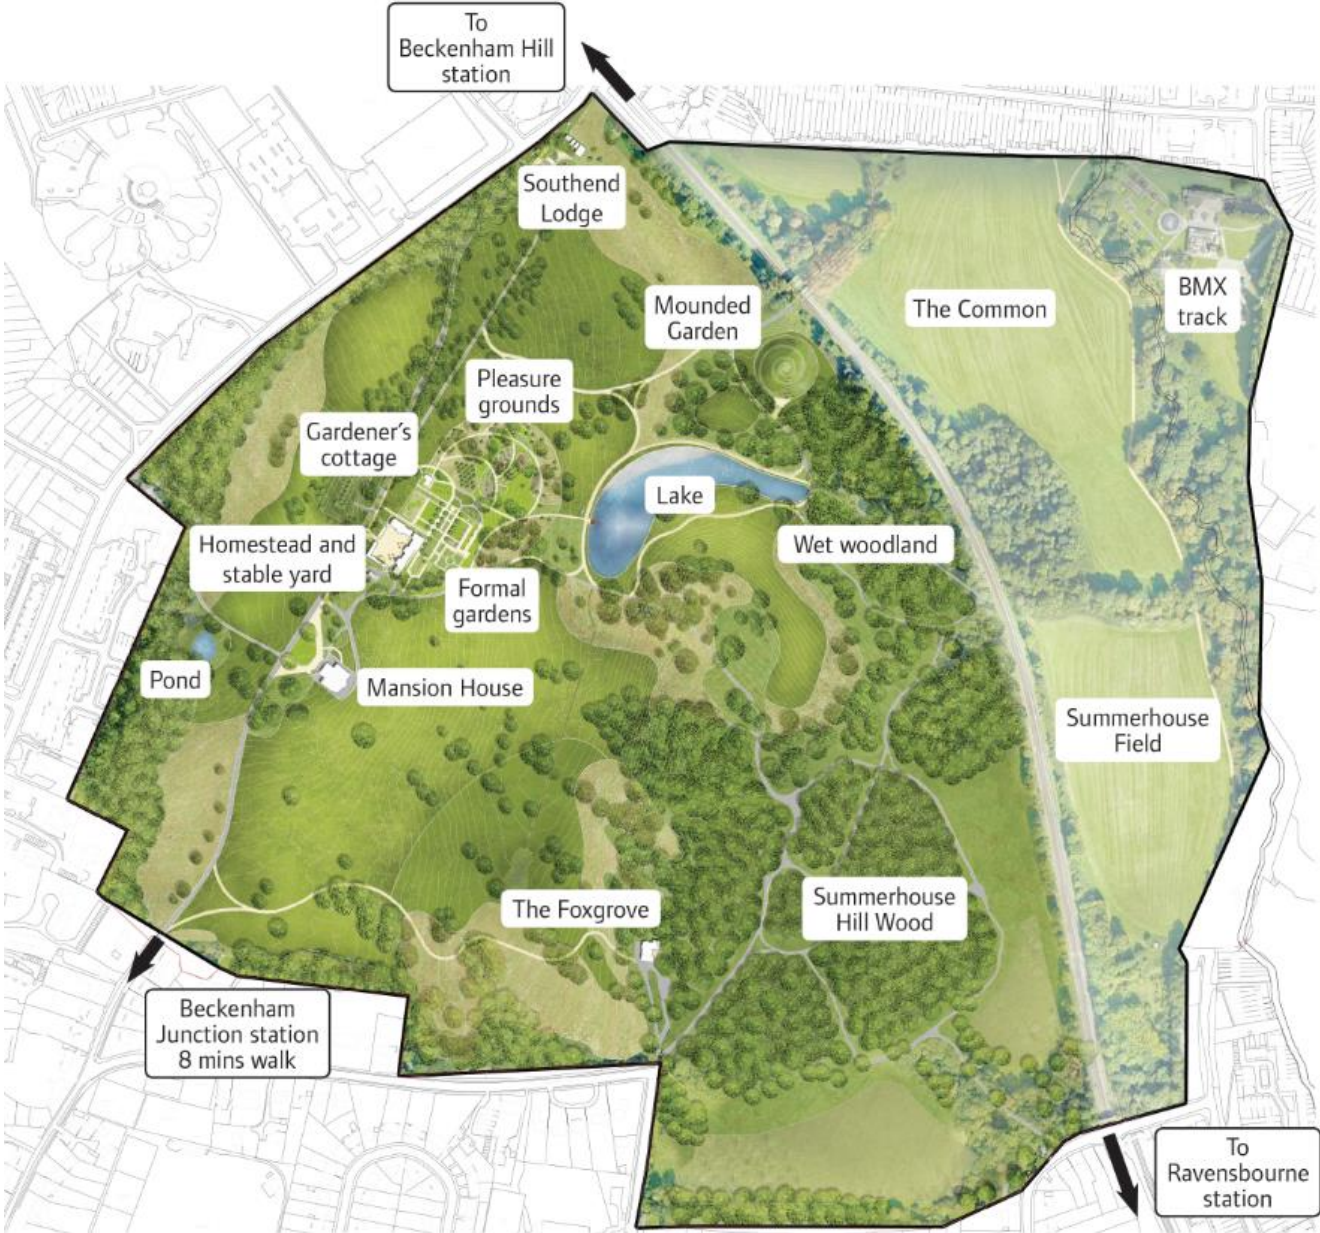 To
Beckenham Hill
station
Southend
Lodge
Mounded
Garden
The Common
BMX
track
Pleasure
grounds
Gardener's
cottage
Lake
Homestead and
stable yard
Wet woodland
Formal
gardens
Pond
Mansion House
Summerhouse
Field
The Foxgrove
Summerhouse
Hill Wood
Beckenham
Junction station
8 mins walk
To
Ravensbourne
station